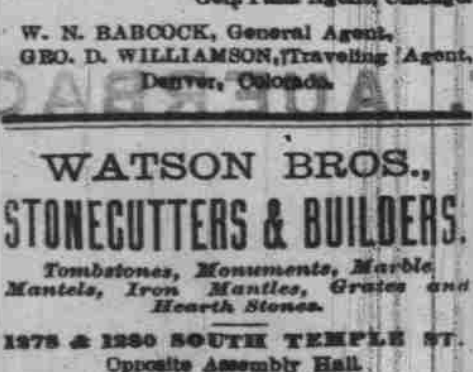 W. N. BABCOCK, General Agent,
GEO. D. WILLIAMSON, Traveling Agent,
Denver, Colorado.
WATSON BROS.,
STONECUTTERS & BUILDERS.
Tombstones, Monuments, Marble
Mantels, Iron Mantles, Grates and
Hearth Stones.
1278 & 1280 SOUTH TEMPLE ST.
Opposite Assembly Hall